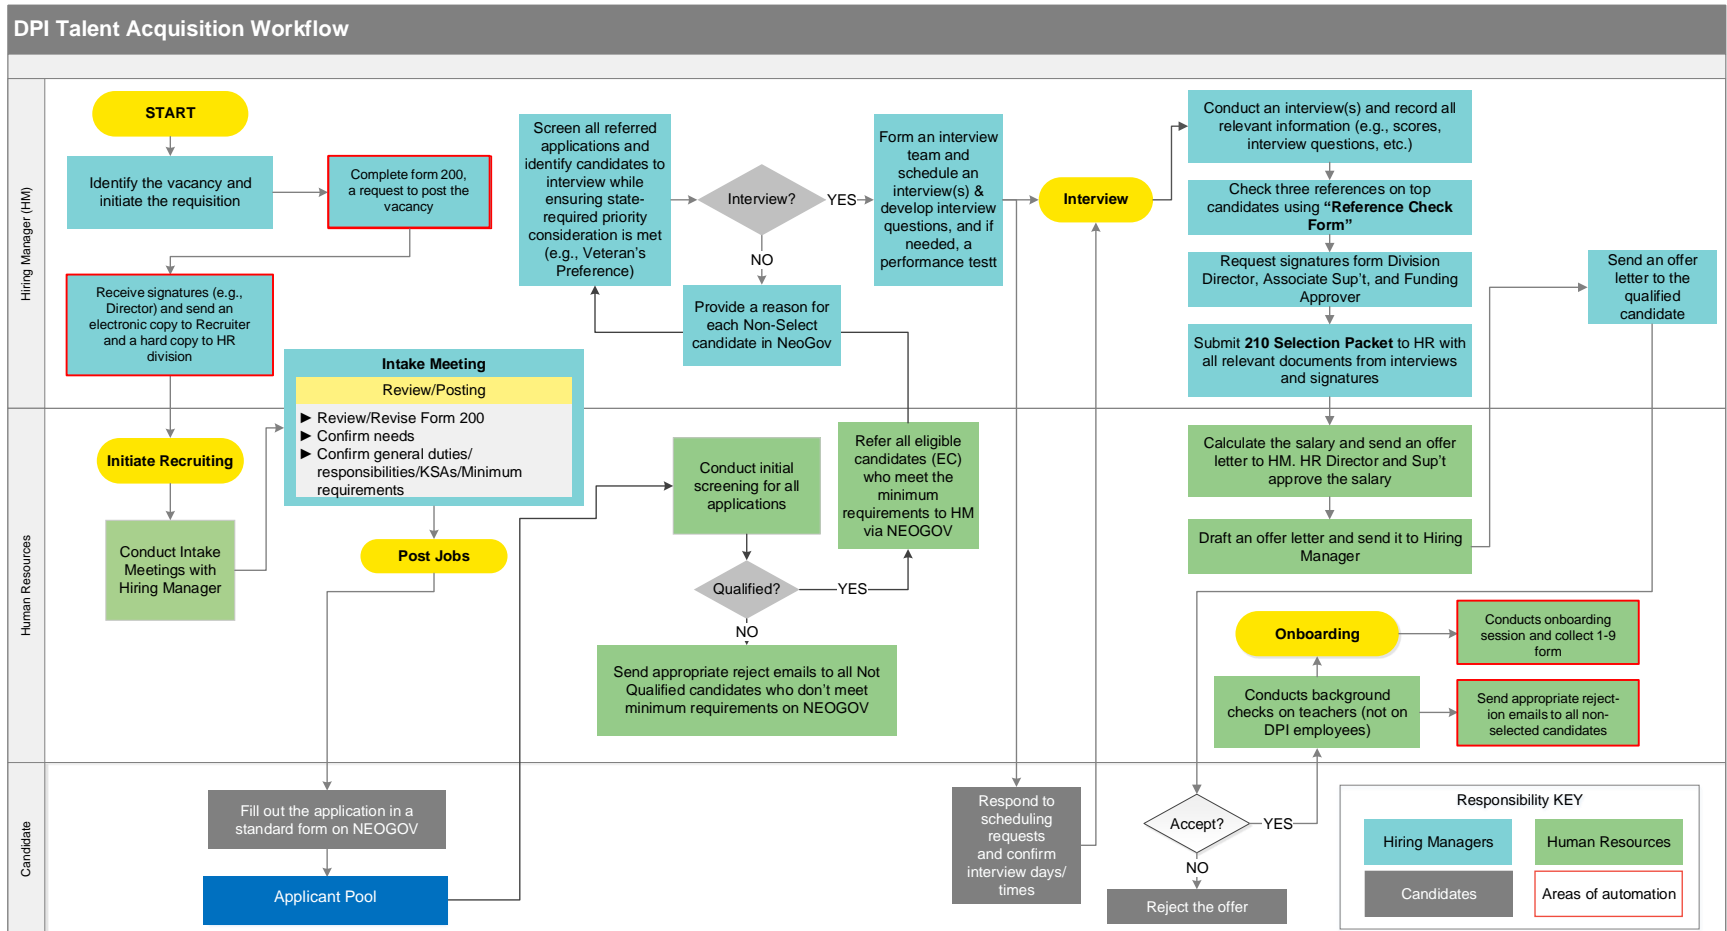 DPI Talent Acquisition Workflow
Hiring Manager (HM)
START
Identify the vacancy and
initiate the requisition
Complete form 200,
a request to post the
vacancy
Receive signatures (e.g.,
Director) and send an
electronic copy to Recruiter
and a hard copy to HR
division
Screen all referred
applications and
identify candidates to
interview while
ensuring state-
required priority
consideration is met
(e.g., Veteran's
Preference)
Interview?
YES
NO
Provide a reason for
each Non-Select
candidate in NeoGov
Form an interview
team and
schedule an
interview(s) &
develop interview
questions, and if
needed, a
performance testt
Interview
Conduct an interview(s) and record all
relevant information (e.g., scores,
interview questions, etc.)
Check three references on top
candidates using “Reference Check
Form”
Request signatures form Division
Director, Associate Sup't, and Funding
Approver
Submit 210 Selection Packet to HR with
all relevant documents from interviews
and signatures
Send an offer
letter to the
qualified
candidate
Human Resources
Initiate Recruiting
Conduct Intake
Meetings with
Hiring Manager
Intake Meeting
Review/Posting
► Review/Revise Form 200
► Confirm needs
► Confirm general duties/
responsibilities/KSAs/Minimum
requirements
Post Jobs
Conduct initial
screening for all
applications
Qualified?
YES
NO
Refer all eligible
candidates (EC)
who meet the
minimum
requirements to HM
via NEOGOV
Send appropriate reject emails to all Not
Qualified candidates who don't meet
minimum requirements on NEOGOV
Calculate the salary and send an offer
letter to HM. HR Director and Sup't
approve the salary
Draft an offer letter and send it to Hiring
Manager
Onboarding
Conducts onboarding
session and collect 1-9
form
Conducts background
checks on teachers (not on
DPI employees)
Send appropriate reject-
ion emails to all non-
selected candidates
Candidate
Fill out the application in a
standard form on NEOGOV
Applicant Pool
Respond to
scheduling
requests
and confirm
interview days/
times
Accept?
YES
NO
Reject the offer
Responsibility KEY
Hiring Managers
Human Resources
Candidates
Areas of automation